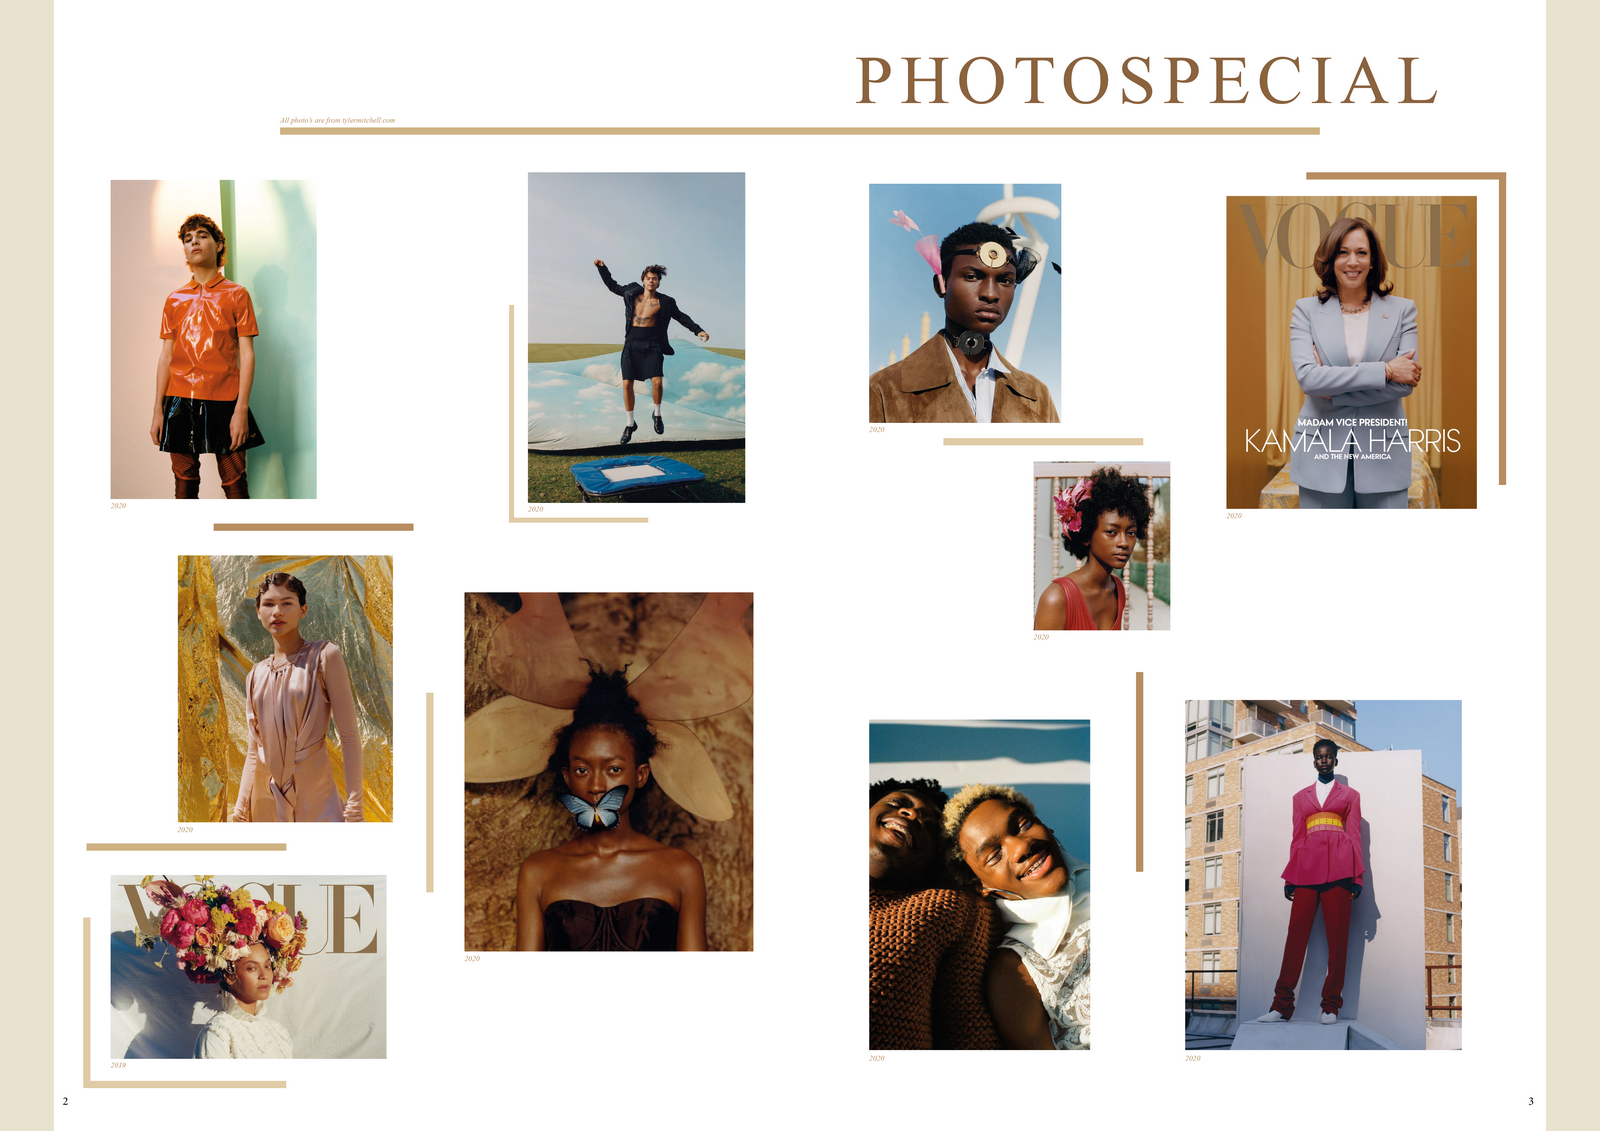 PHOTOSPECIAL
All photo's are from tylermitchell.com
2020
2020
2020
VOGUE
MADAM VICE PRESIDENT!
KAMALA HARRIS
AND THE NEW AMERICA
2020
2020
2020
2020
VOGUE
2019
2020
2020
2
3